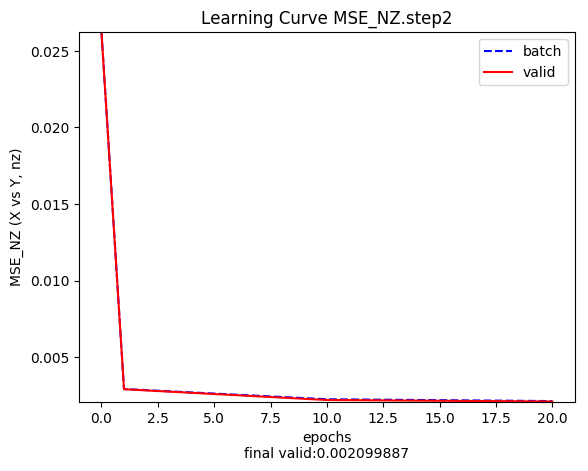 Learning Curve MSE_NZ.step2
batch
valid
MSE_NZ (X vs Y, nz)
0.025
0.020
0.015
0.010
0.005
0.0 2.5 5.0 7.5 10.0 12.5 15.0 17.5 20.0
epochs
final valid:0.002099887